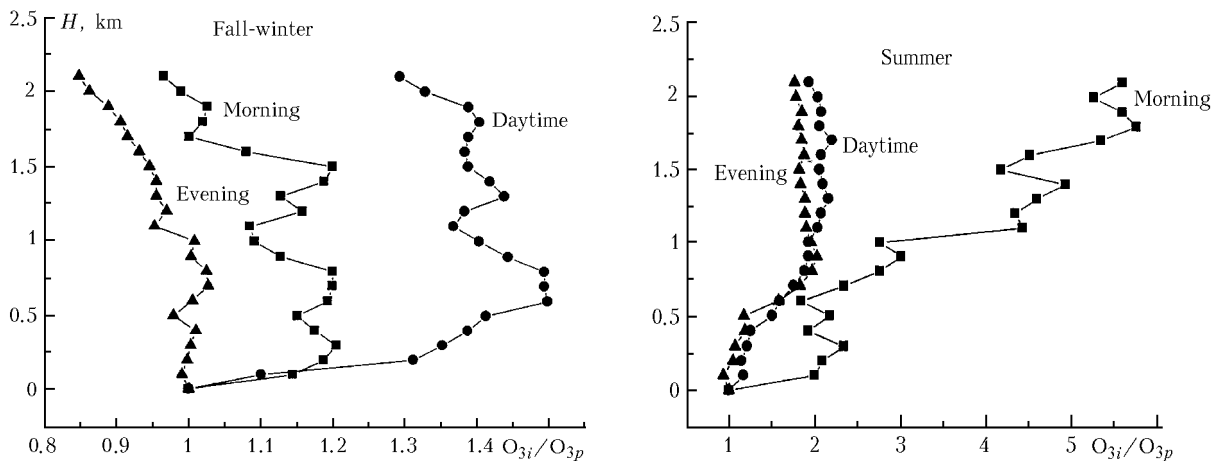 2.5
H, km
Fall-winter
2
Morning
Daytime
1.5
Evening
1
0.5
0
0.8
0.9
1
1.1
1.2
1.3
1.4
O₃ᵢ/O₃ₚ
2.5
Summer
2
Morning
Daytime
1.5
Evening
1
0.5
0
1
2
3
4
5
O₃ᵢ/O₃ₚ